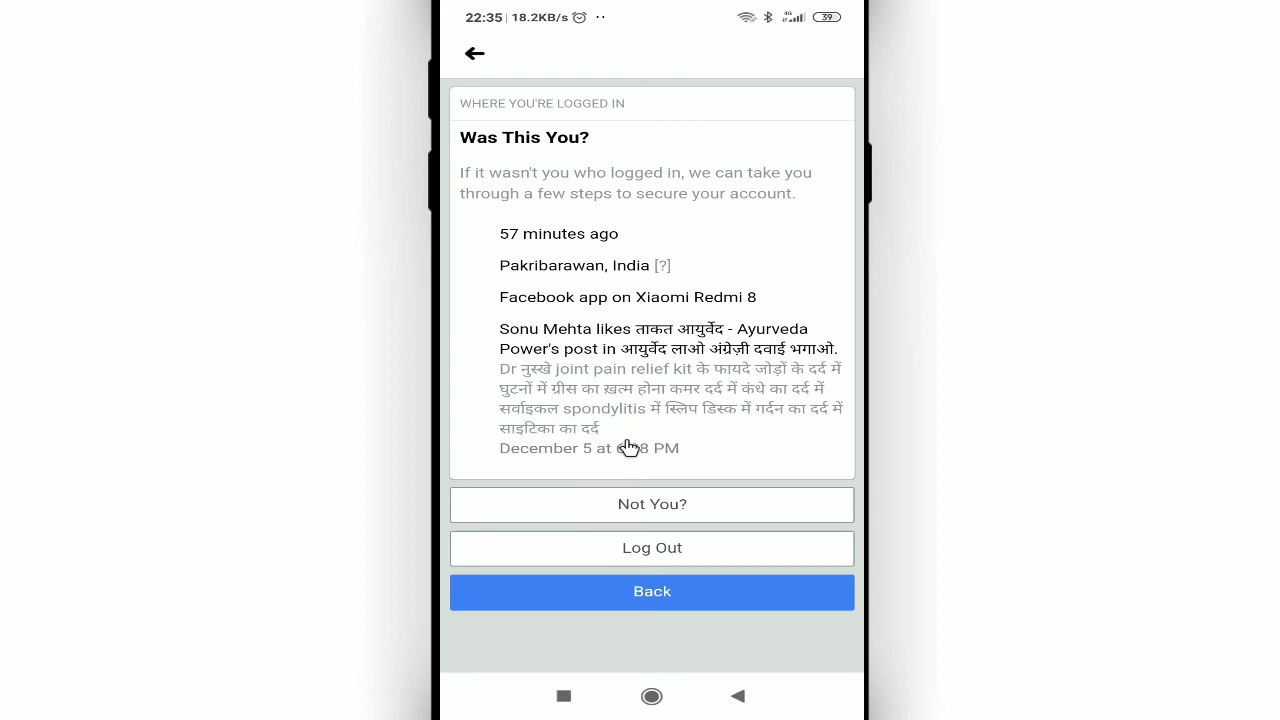 22:35 | 18.2KB/s ··
4G 39
WHERE YOU'RE LOGGED IN
Was This You?
If it wasn't you who logged in, we can take you
through a few steps to secure your account.
57 minutes ago
Pakribarawan, India [?]
Facebook app on Xiaomi Redmi 8
Sonu Mehta likes ताकत आयुर्वेद - Ayurveda
Power's post in आयुर्वेद लाओ अंग्रेज़ी दवाई भगाओ.
Dr नुस्खे joint pain relief kit के फायदे जोड़ों के दर्द में
घुटनों में ग्रीस का ख़त्म होना कमर दर्द में कंधे का दर्द में
सर्वाइकल spondylitis में स्लिप डिस्क में गर्दन का दर्द में
साइटिका का दर्द
December 5 at PM
Not You?
Log Out
Back